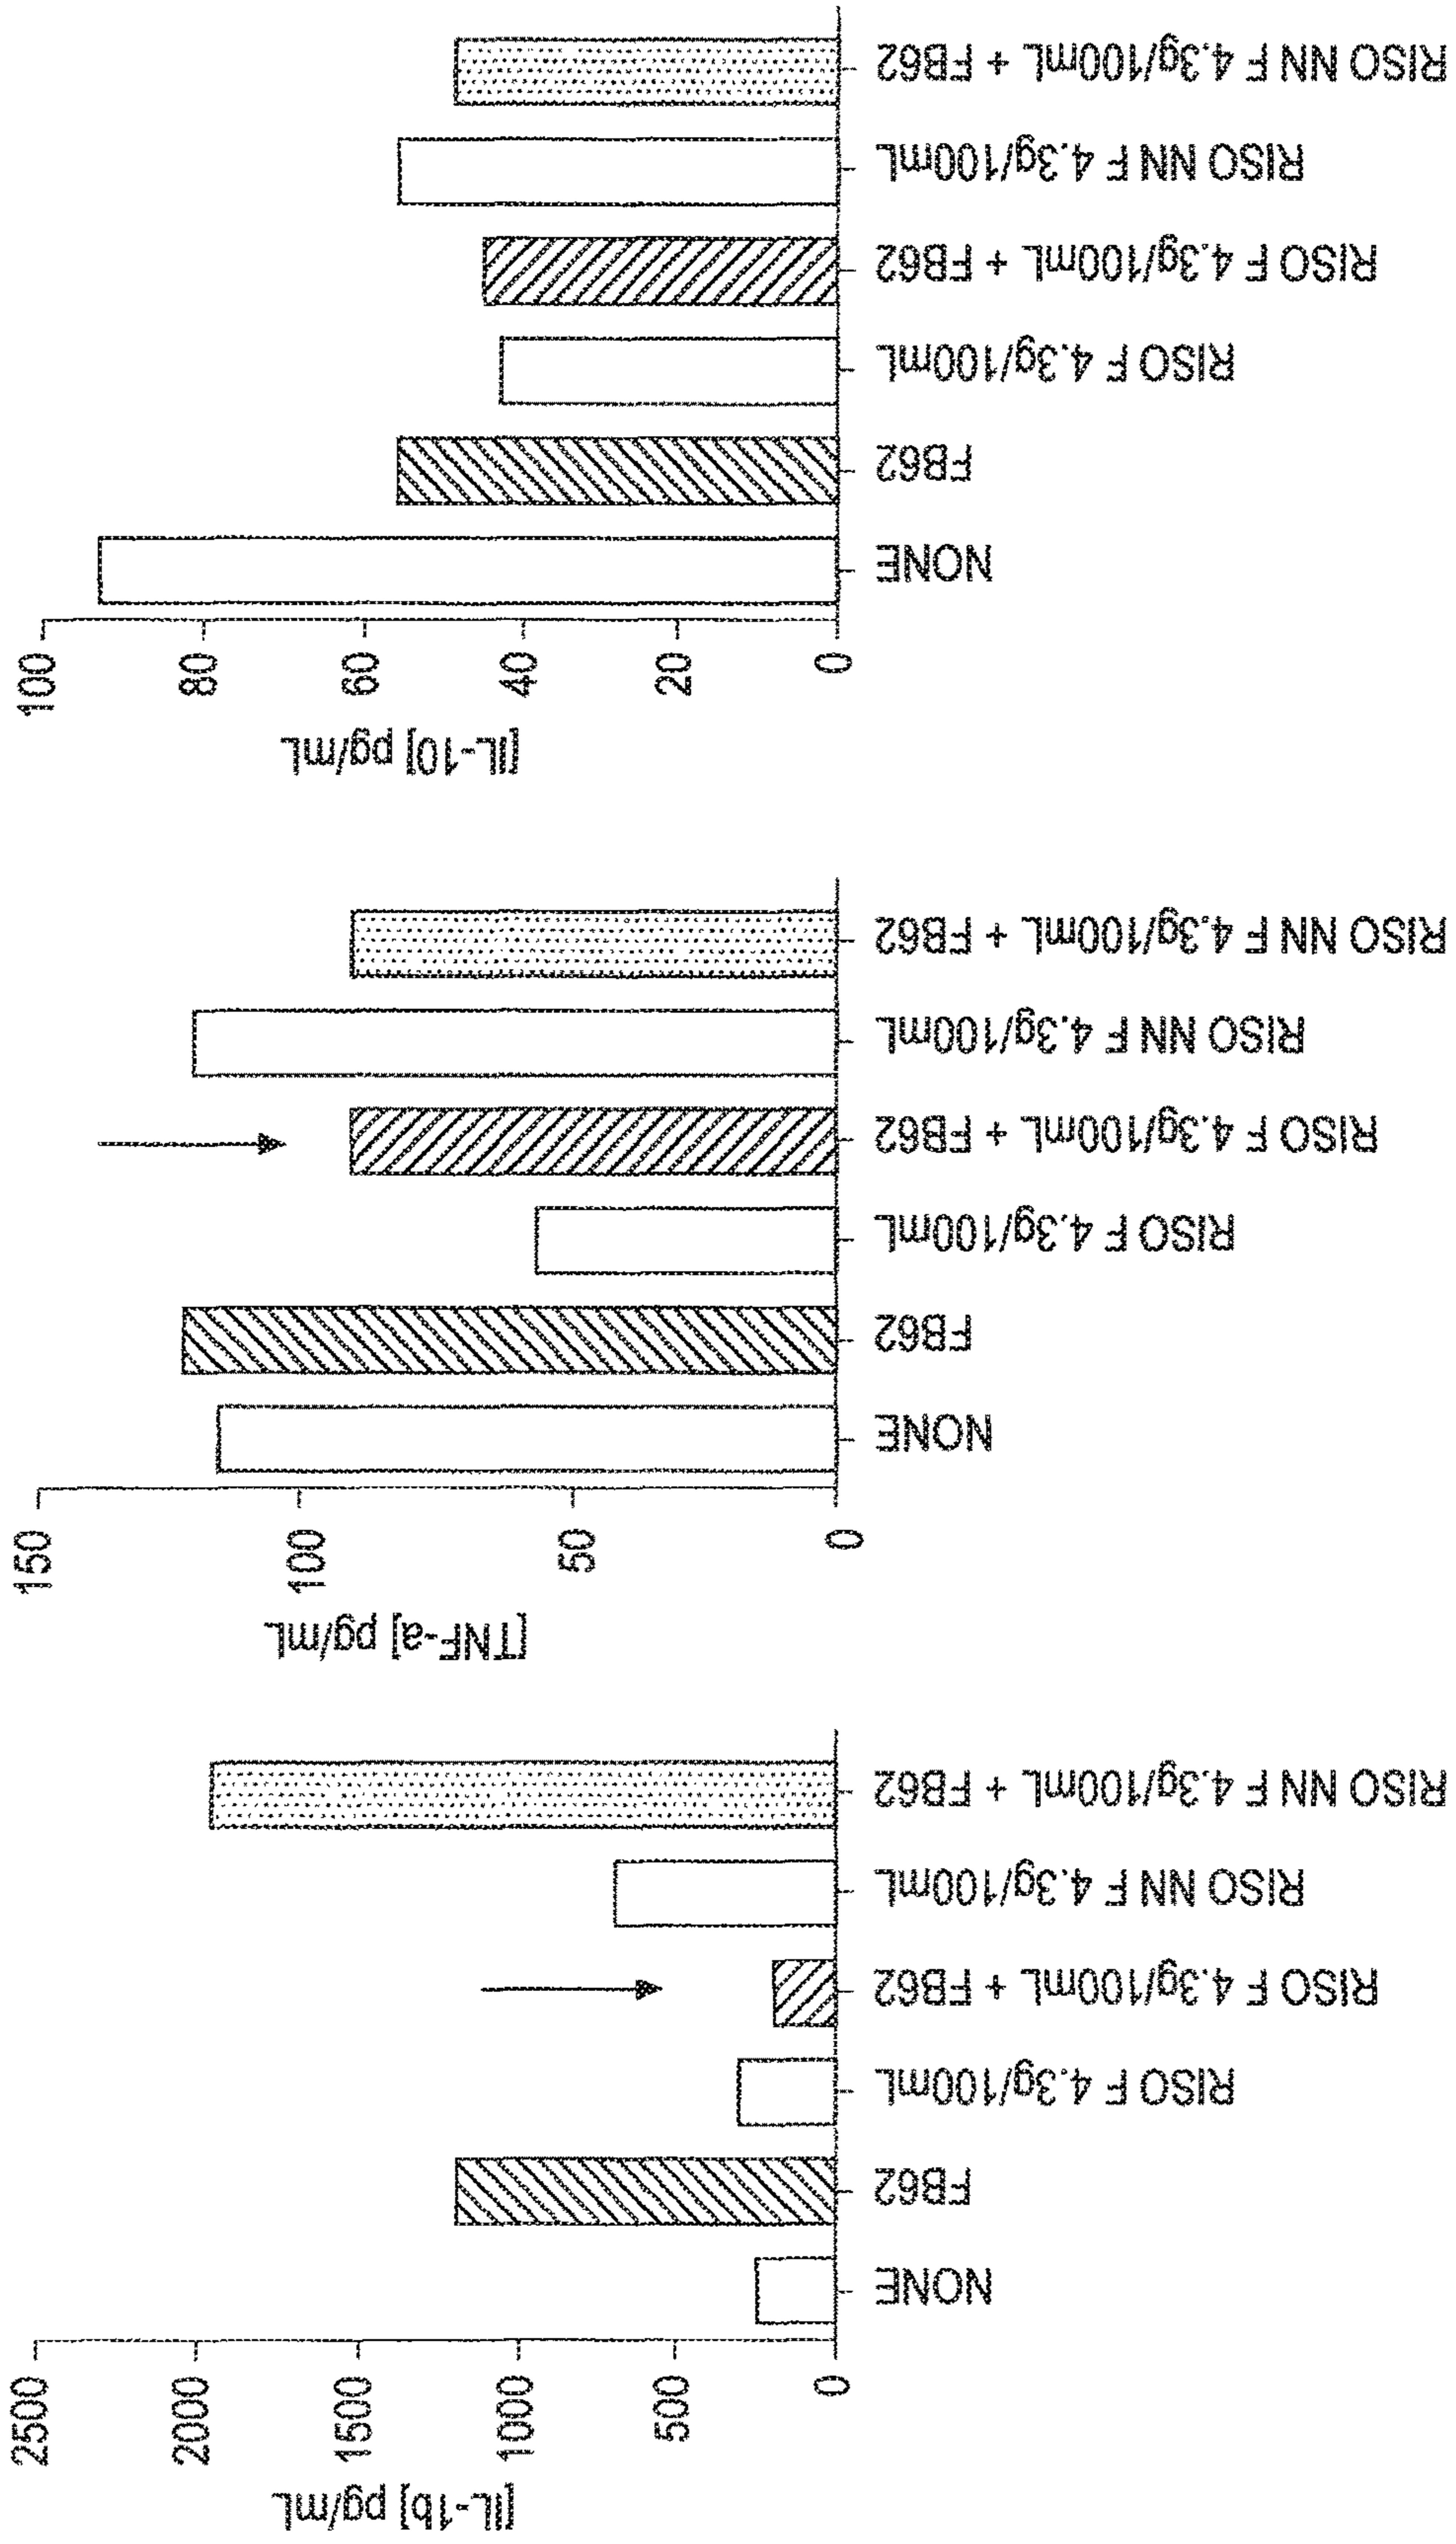 [IL-1b] pg/mL
2500
2000
1500
1000
500
0
NONE
FB62
RISO F 4.3g/100mL
RISO F 4.3g/100mL + FB62
RISO NN F 4.3g/100mL
RISO NN F 4.3g/100mL + FB62
[TNF-a] pg/mL
150
100
50
0
NONE
FB62
RISO F 4.3g/100mL
RISO F 4.3g/100mL + FB62
RISO NN F 4.3g/100mL
RISO NN F 4.3g/100mL + FB62
[IL-10] pg/mL
100
80
60
40
20
0
NONE
FB62
RISO F 4.3g/100mL
RISO F 4.3g/100mL + FB62
RISO NN F 4.3g/100mL
RISO NN F 4.3g/100mL + FB62